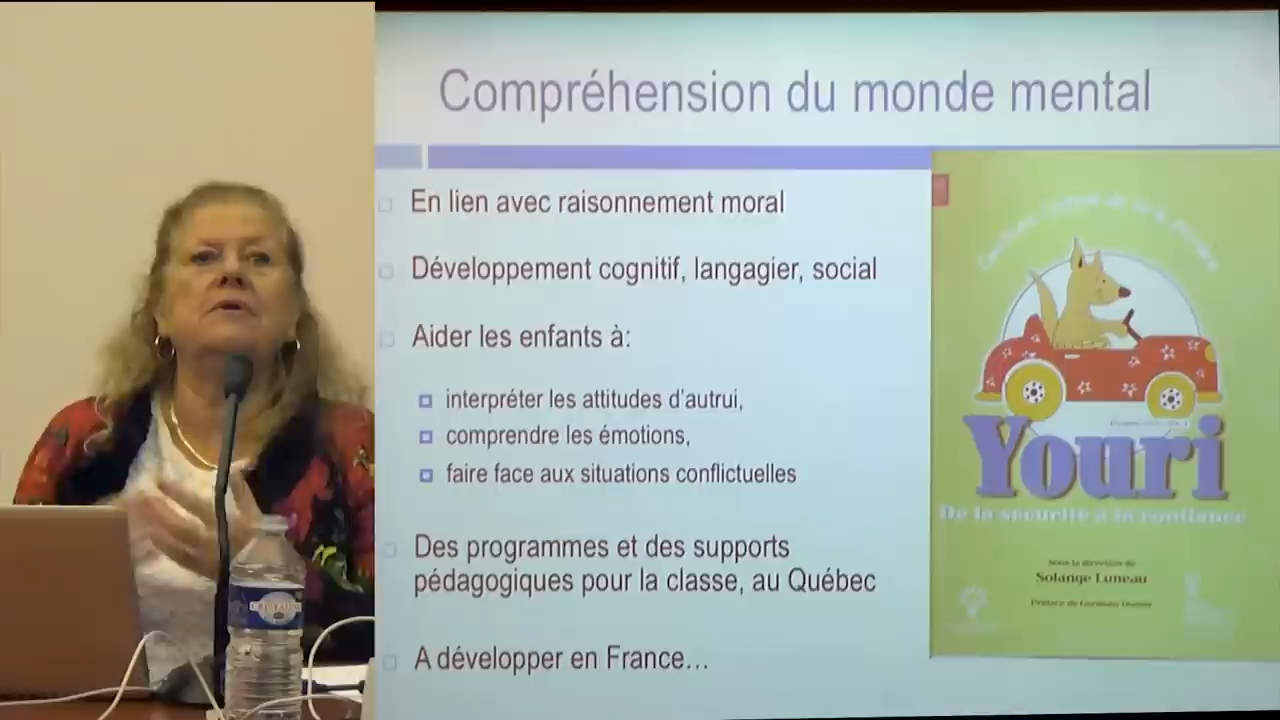 Compréhension du monde mental
En lien avec raisonnement moral
Développement cognitif, langagier, social
Aider les enfants à:
interpréter les attitudes d'autrui,
comprendre les émotions,
faire face aux situations conflictuelles
Des programmes et des supports
pédagogiques pour la classe, au Québec
A développer en France...
Youri
De la sécurité à la confiance
Sous la direction de
Solange Luneau